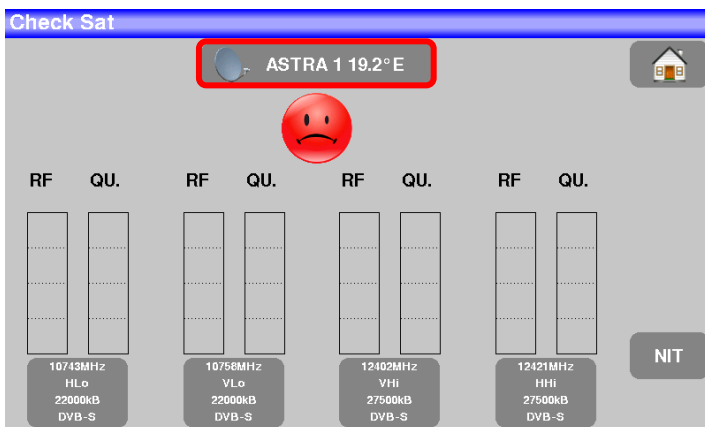 Check Sat
ASTRA 1 19.2°E
RF QU. RF QU. RF QU. RF QU.
10743MHz
HLo
22000kB
DVB-S
10758MHz
VLo
22000kB
DVB-S
12402MHz
VHi
27500kB
DVB-S
12421MHz
HHi
27500kB
DVB-S
NIT